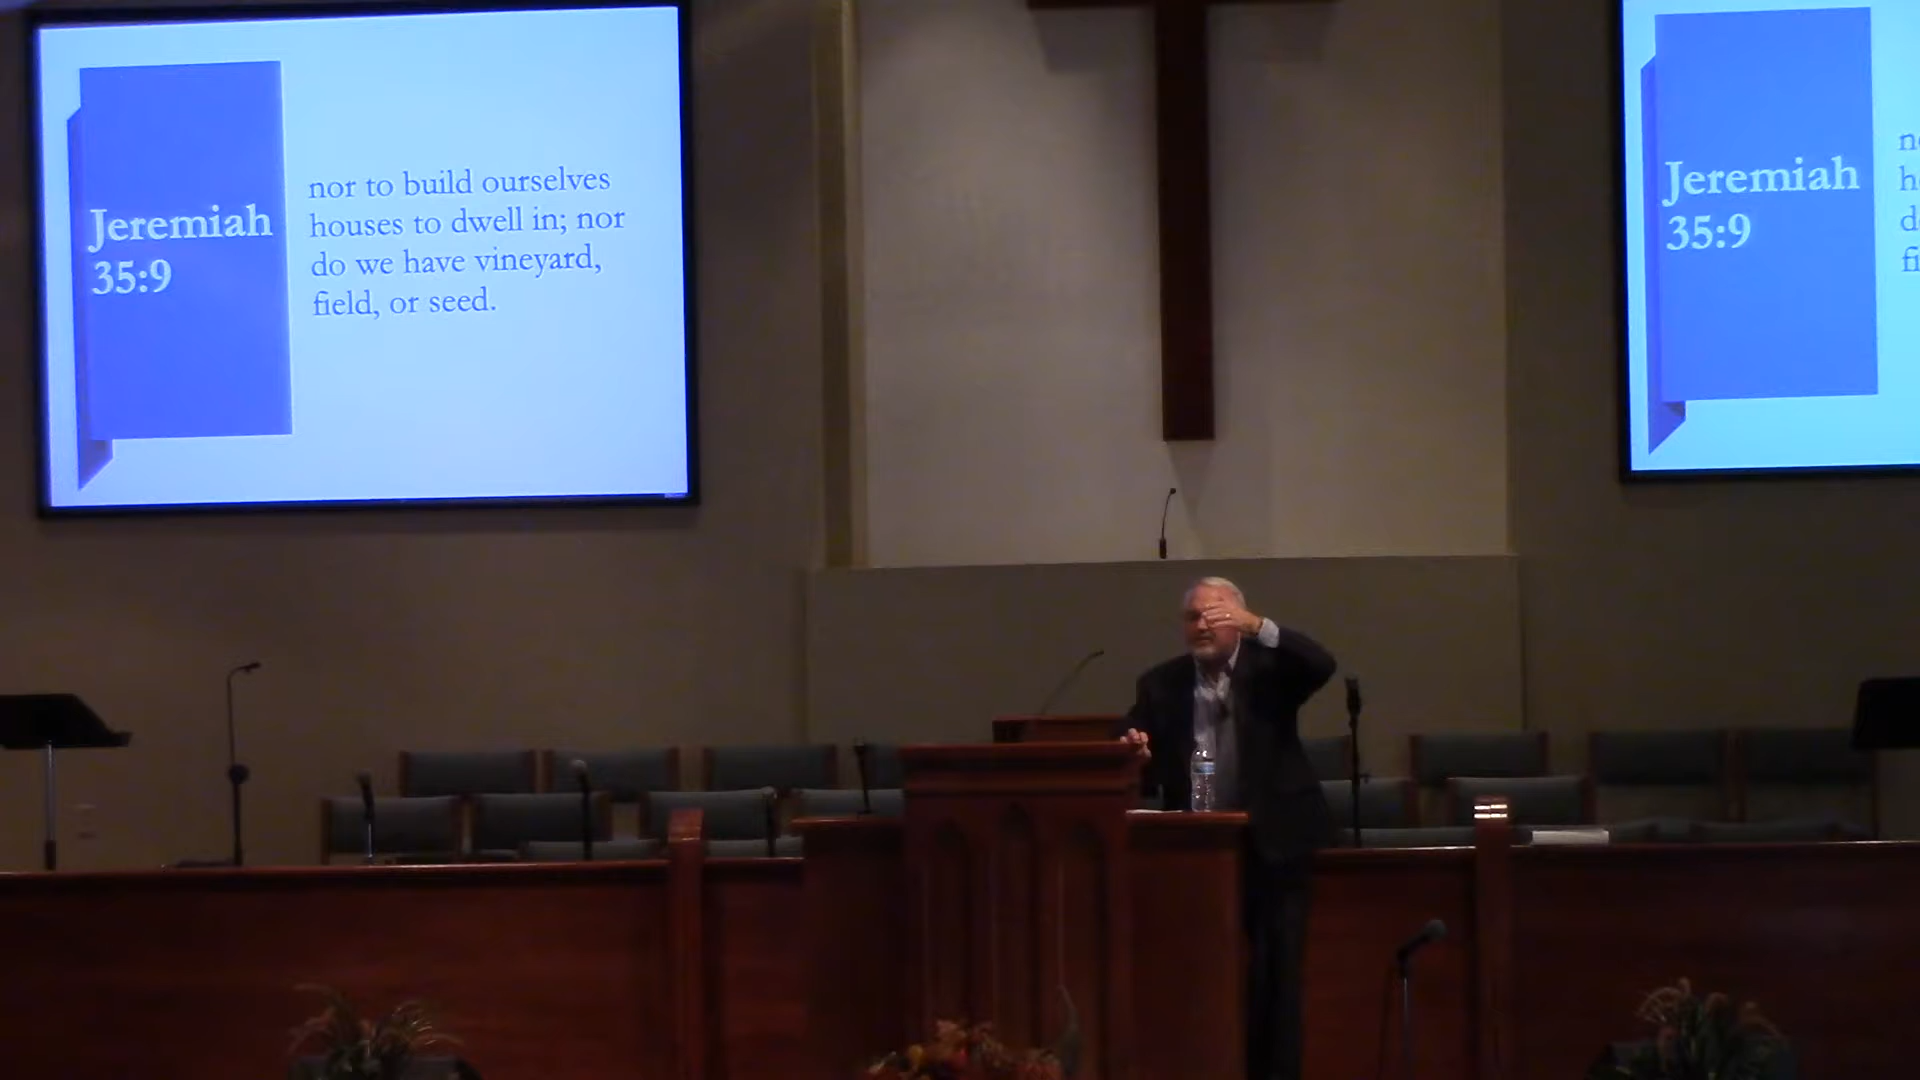 Jeremiah
35:9
nor to build ourselves
houses to dwell in; nor
do we have vineyard,
field, or seed.
Jeremiah
35:9